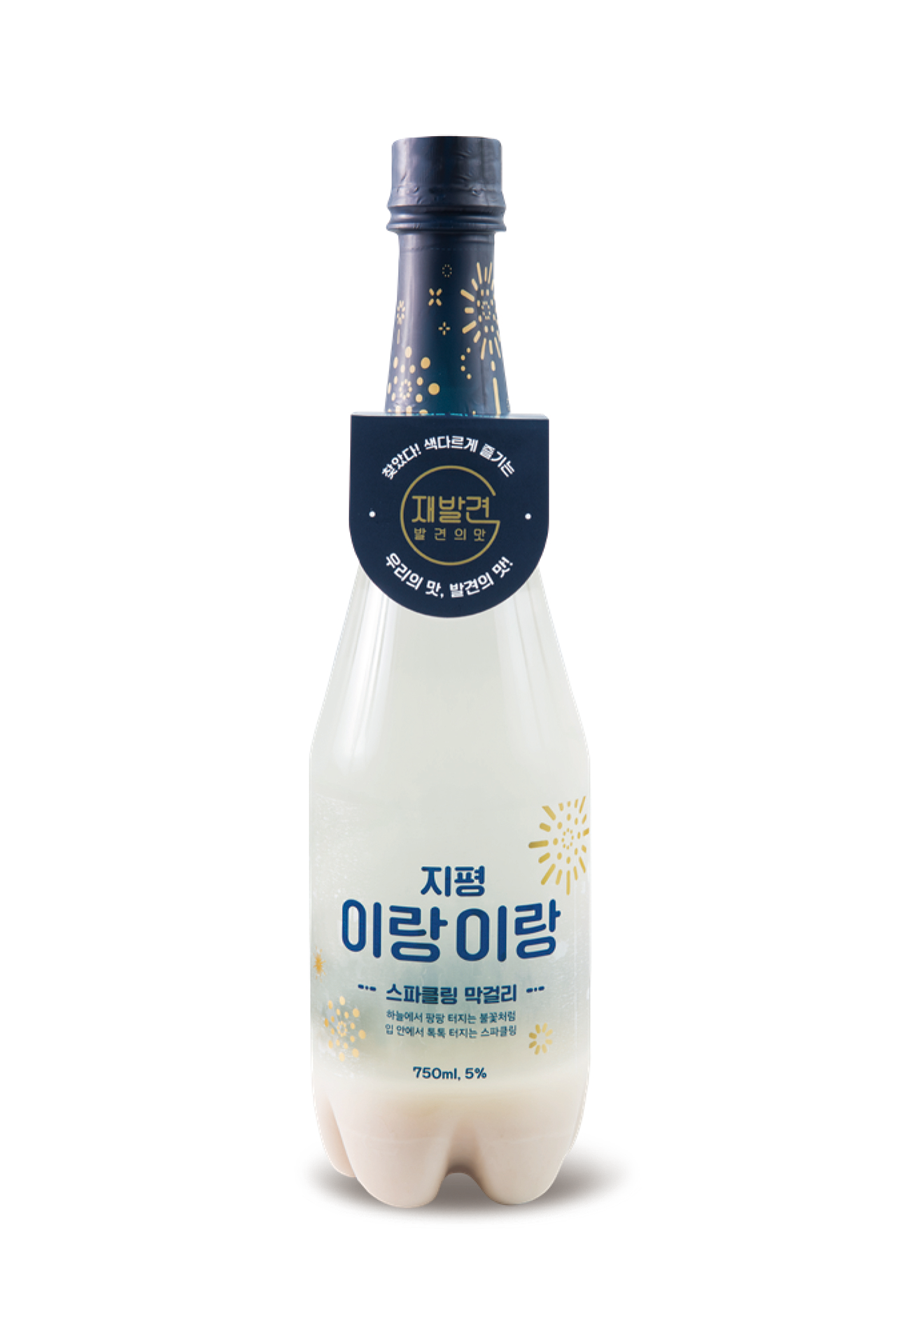 찾았다! 색다르게 즐기는
재발견
발견의맛
우리의 맛, 발견의 맛!
지평
이랑이랑
스파클링 막걸리
하늘에서 팡팡 터지는 불꽃처럼
입 안에서 톡톡 터지는 스파클링
750ml, 5%